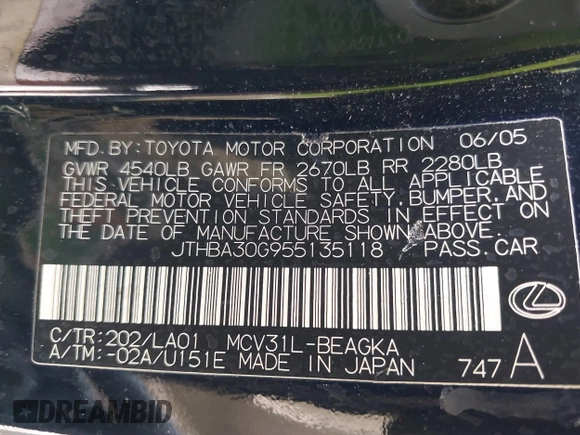 MFD. BY: TOYOTA MOTOR CORPORATION 06/05
GVWR 4540LB GAWR FR 2670LB RR 2280LB
THIS VEHICLE CONFORMS TO ALL APPLICABLE
FEDERAL MOTOR VEHICLE SAFETY, BUMPER, AND
THEFT PREVENTION STANDARDS IN EFFECT ON
THE DATE OF MANUFACTURE SHOWN ABOVE.
JTHBA30G955135118 PASS. CAR
C/TR: 202/LA01 MCV31L-BEAGKA
A/TM: -02A/U151E MADE IN JAPAN 747 A
DREAMBID